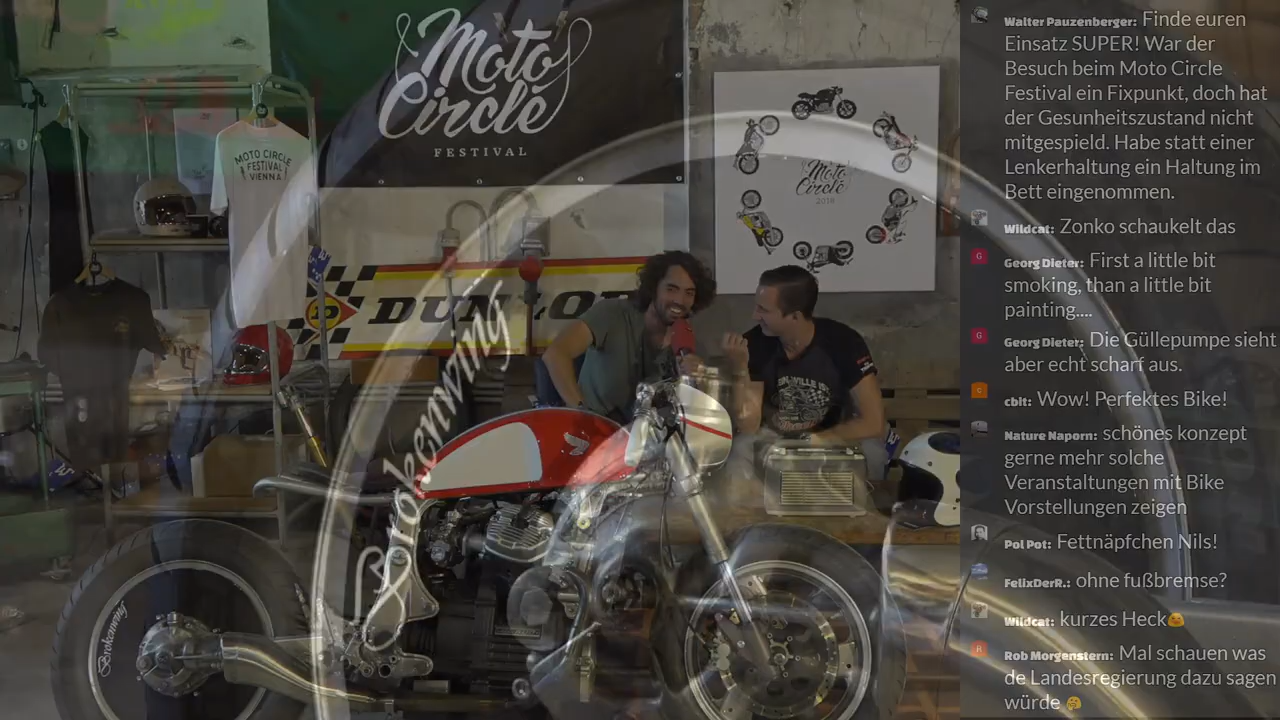 Moto
Circle
FESTIVAL
MOTO CIRCLE
FESTIVAL
VIENNA
Moto
Circle
2018
D
DUNLO
Brokenwing
Brokenwing
Walter Pauzenberger: Finde euren
Einsatz SUPER! War der
Besuch beim Moto Circle
Festival ein Fixpunkt, doch hat
der Gesunheitszustand nicht
mitgespield. Habe statt einer
Lenkerhaltung ein Haltung im
Bett eingenommen.
Wildcat: Zonko schaukelt das
G
Georg Dieter: First a little bit
smoking, than a little bit
painting....
G
Georg Dieter: Die Güllepumpe sieht
aber echt scharf aus.
c
cbit: Wow! Perfektes Bike!
Nature Naporn: schönes konzept
gerne mehr solche
Veranstaltungen mit Bike
Vorstellungen zeigen
Pol Pot: Fettnäpfchen Nils!
FelixDerR.: ohne fußbremse?
Wildcat: kurzes Heck
R
Rob Morgenstern: Mal schauen was
de Landesregierung dazu sagen
würde